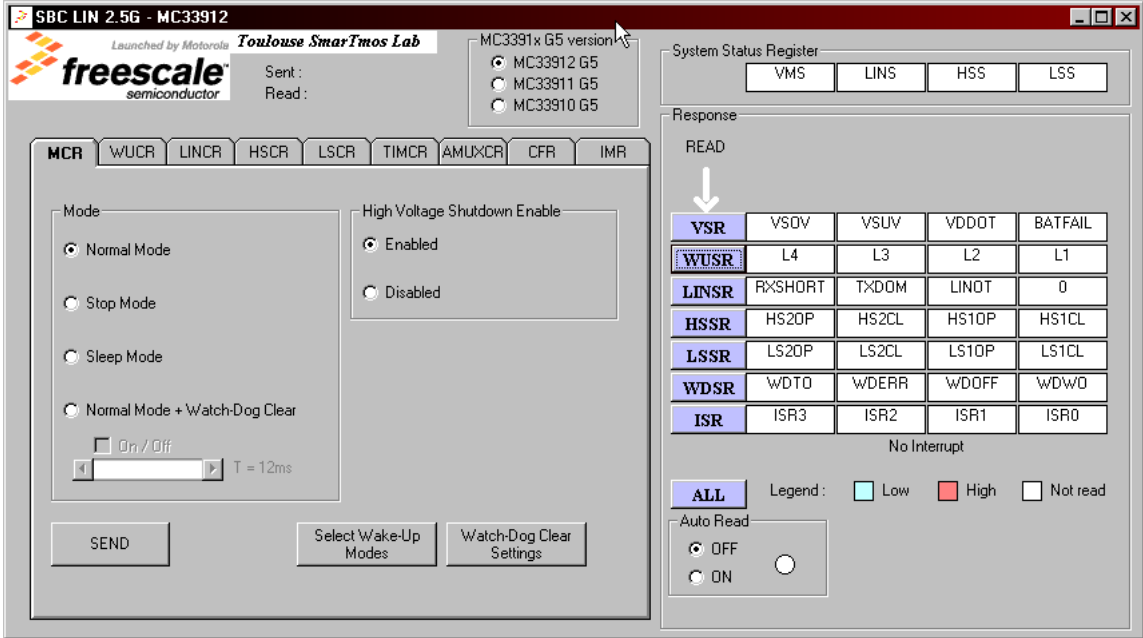 SBC LIN 2.5G - MC33912
Launched by Motorola
freescale™
semiconductor
Toulouse SmarTmos Lab
Sent :
Read :
MC3391x G5 version
MC33912 G5
MC33911 G5
MC33910 G5
System Status Register
VMS LINS HSS LSS
MCR WUCR LINCR HSCR LSCR TIMCR AMUXCR CFR IMR
Mode
Normal Mode
Stop Mode
Sleep Mode
Normal Mode + Watch-Dog Clear
On / Off
T = 12ms
High Voltage Shutdown Enable
Enabled
Disabled
SEND
Select Wake-Up
Modes
Watch-Dog Clear
Settings
Response
READ
VSR VSOV VSUV VDDOT BATFAIL
WUSR L4 L3 L2 L1
LINSR RXSHORT TXDOM LINOT 0
HSSR HS2OP HS2CL HS1OP HS1CL
LSSR LS2OP LS2CL LS1OP LS1CL
WDSR WDTO WDERR WDOFF WDWO
ISR ISR3 ISR2 ISR1 ISR0
No Interrupt
ALL Legend : Low High Not read
Auto Read
OFF
ON